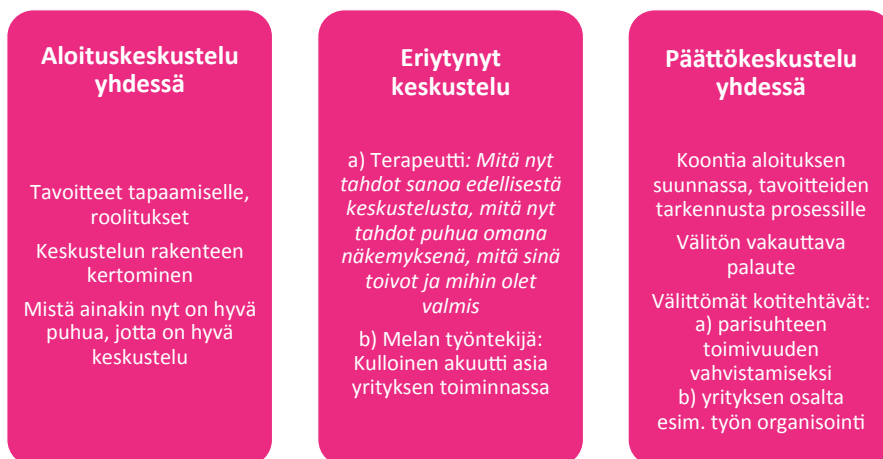 Aloituskeskustelu
yhdessä
Tavoitteet tapaamiselle,
roolitukset
Keskustelun rakenteen
kertominen
Mistä ainakin nyt on hyvä
puhua, jotta on hyvä
keskustelu
Eriytynyt
keskustelu
a) Terapeutti: Mitä nyt
tahdot sanoa edellisestä
keskustelusta, mitä nyt
tahdot puhua omana
näkemyksenä, mitä sinä
toivot ja mihin olet
valmis
b) Melan työntekijä:
Kulloinen akuutti asia
yrityksen toiminnassa
Päättökeskustelu
yhdessä
Koontia aloituksen
suunnassa, tavoitteiden
tarkennusta prosessille
Välitön vakauttava
palaute
Välittömät kotitehtävät:
a) parisuhteen
toimivuuden
vahvistamiseksi
b) yrityksen osalta
esim. työn organisointi